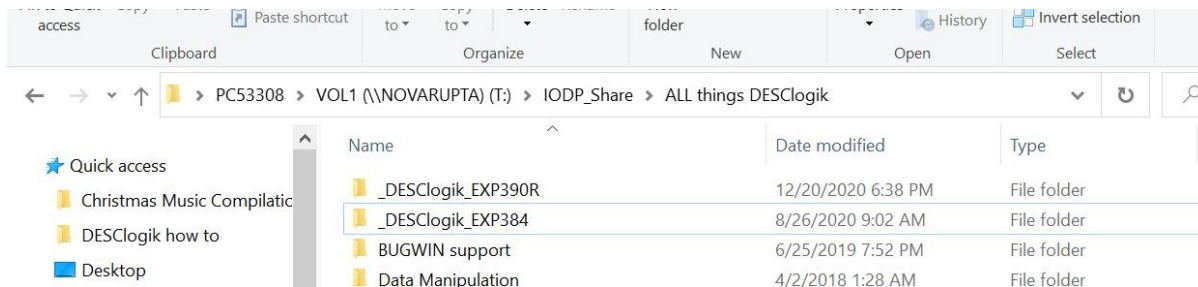 access
Paste shortcut
to
to
folder
History
Invert selection
Clipboard
Organize
New
Open
Select
PC53308 > VOL1 (\\NOVARUPTA) (T:) > IODP_Share > ALL things DESClogik
Name
Date modified
Type
Quick access
Christmas Music Compilatic
DESClogik how to
Desktop
_DESClogik_EXP390R 12/20/2020 6:38 PM File folder
_DESClogik_EXP384 8/26/2020 9:02 AM File folder
BUGWIN support 6/25/2019 7:52 PM File folder
Data Manipulation 4/2/2018 1:28 AM File folder